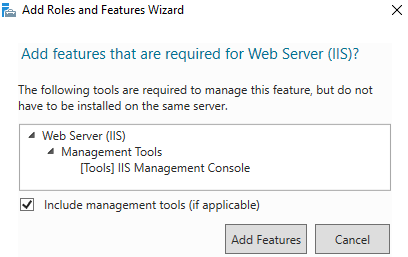 Add Roles and Features Wizard
Add features that are required for Web Server (IIS)?
The following tools are required to manage this feature, but do not
have to be installed on the same server.
Web Server (IIS)
Management Tools
[Tools] IIS Management Console
Include management tools (if applicable)
Add Features
Cancel